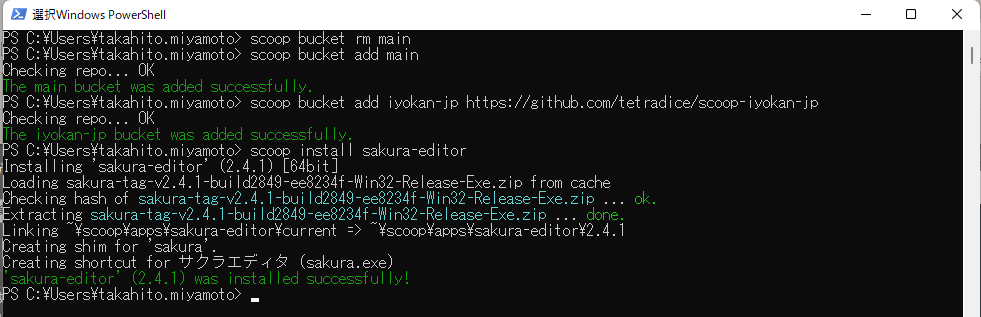 選択Windows PowerShell
PS C:¥Users¥takahito.miyamoto> scoop bucket rm main
PS C:¥Users¥takahito.miyamoto> scoop bucket add main
Checking repo... OK
The main bucket was added successfully.
PS C:¥Users¥takahito.miyamoto> scoop bucket add iyokan-jp https://github.com/tetradice/scoop-iyokan-jp
Checking repo... OK
The iyokan-jp bucket was added successfully.
PS C:¥Users¥takahito.miyamoto> scoop install sakura-editor
Installing 'sakura-editor' (2.4.1) [64bit]
Loading sakura-tag-v2.4.1-build2849-ee8234f-Win32-Release-Exe.zip from cache
Checking hash of sakura-tag-v2.4.1-build2849-ee8234f-Win32-Release-Exe.zip ... ok.
Extracting sakura-tag-v2.4.1-build2849-ee8234f-Win32-Release-Exe.zip ... done.
Linking ~¥scoop¥apps¥sakura-editor¥current => ~¥scoop¥apps¥sakura-editor¥2.4.1
Creating shim for 'sakura'.
Creating shortcut for サクラエディタ (sakura.exe)
'sakura-editor' (2.4.1) was installed successfully!
PS C:¥Users¥takahito.miyamoto>